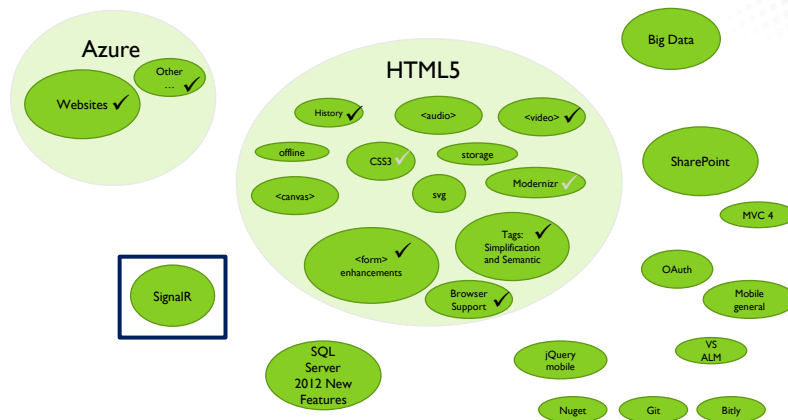 Azure
Websites
Other
...
HTML5
History
<audio>
<video>
offline
CSS3
storage
Modernizr
<canvas>
svg
<form>
enhancements
Tags:
Simplification
and Semantic
Browser
Support
Big Data
SharePoint
MVC 4
OAuth
Mobile
general
SignalR
SQL
Server
2012 New
Features
jQuery
mobile
VS
ALM
Nuget
Git
Bitly